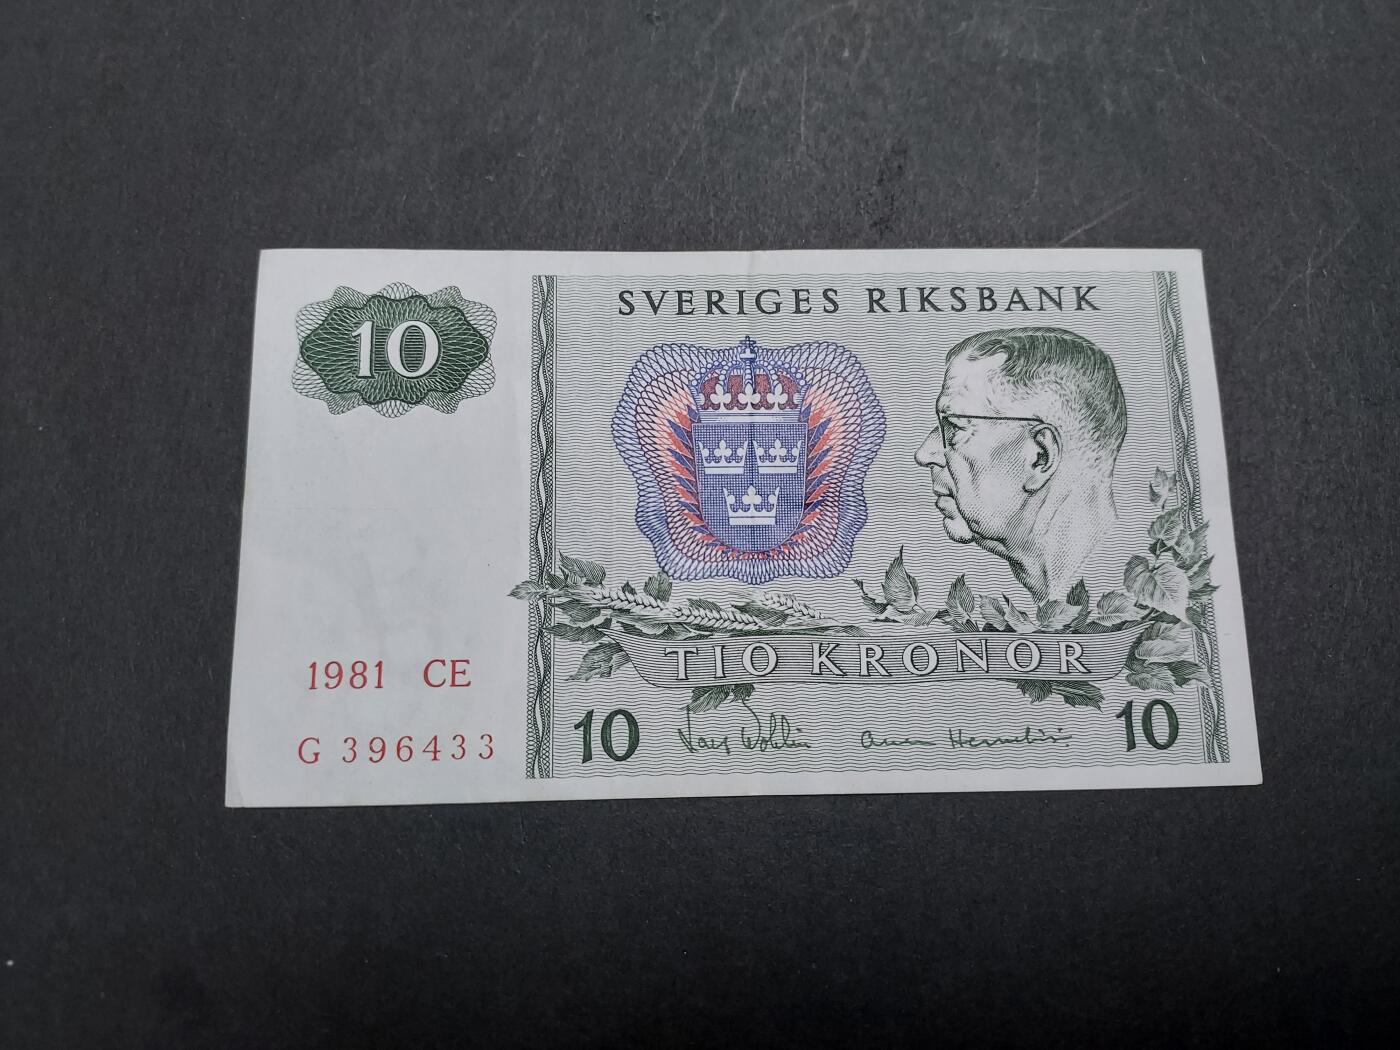 SVERIGES RIKSBANK
10
TIO KRONOR
1981 CE
G 396433
10
10